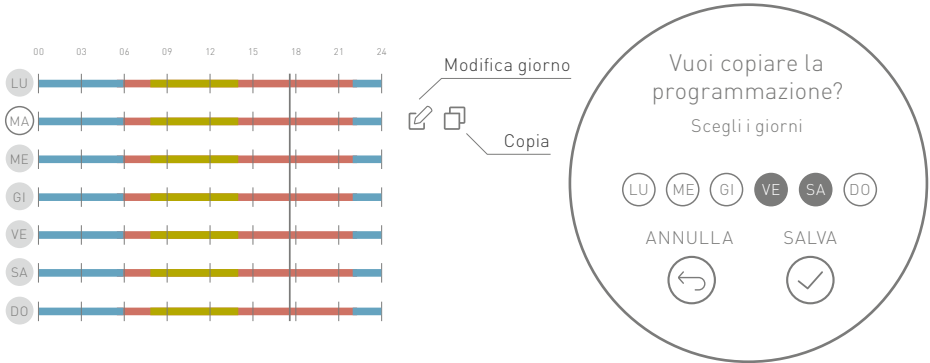 00 03 06 09 12 15 18 21 24
LU
MA
ME
GI
VE
SA
DO
Modifica giorno
Copia
Vuoi copiare la
programmazione?
Scegli i giorni
LU ME GI VE SA DO
ANNULLA SALVA